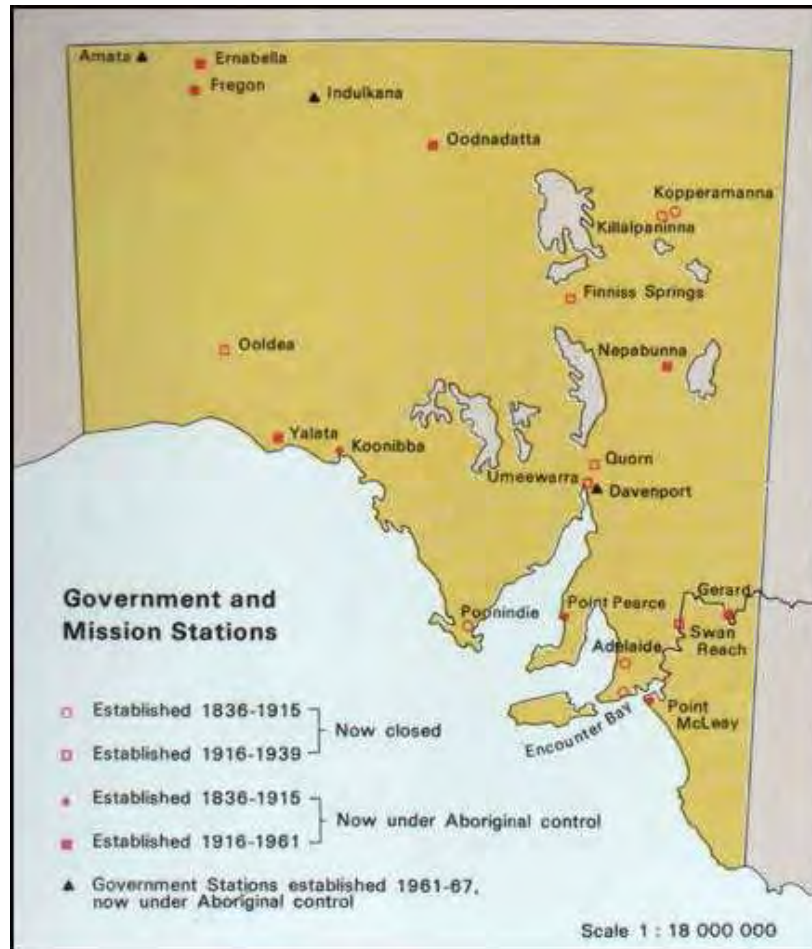 Amata
Ernabella
Fregon
Indulkana
Oodnadatta
Kopperamanna
Killalpaninna
Finniss Springs
Ooldea
Nepabunna
Yalata
Koonibba
Quorn
Umeewarra
Davenport
Government and
Mission Stations
Poonindie
Point Pearce
Gerard
Swan
Reach
Adelaide
Encounter Bay
Point
McLeay
Established 1836-1915
Now closed
Established 1916-1939
Established 1836-1915
Now under Aboriginal control
Established 1916-1961
Government Stations established 1961-67,
now under Aboriginal control
Scale 1 : 18 000 000